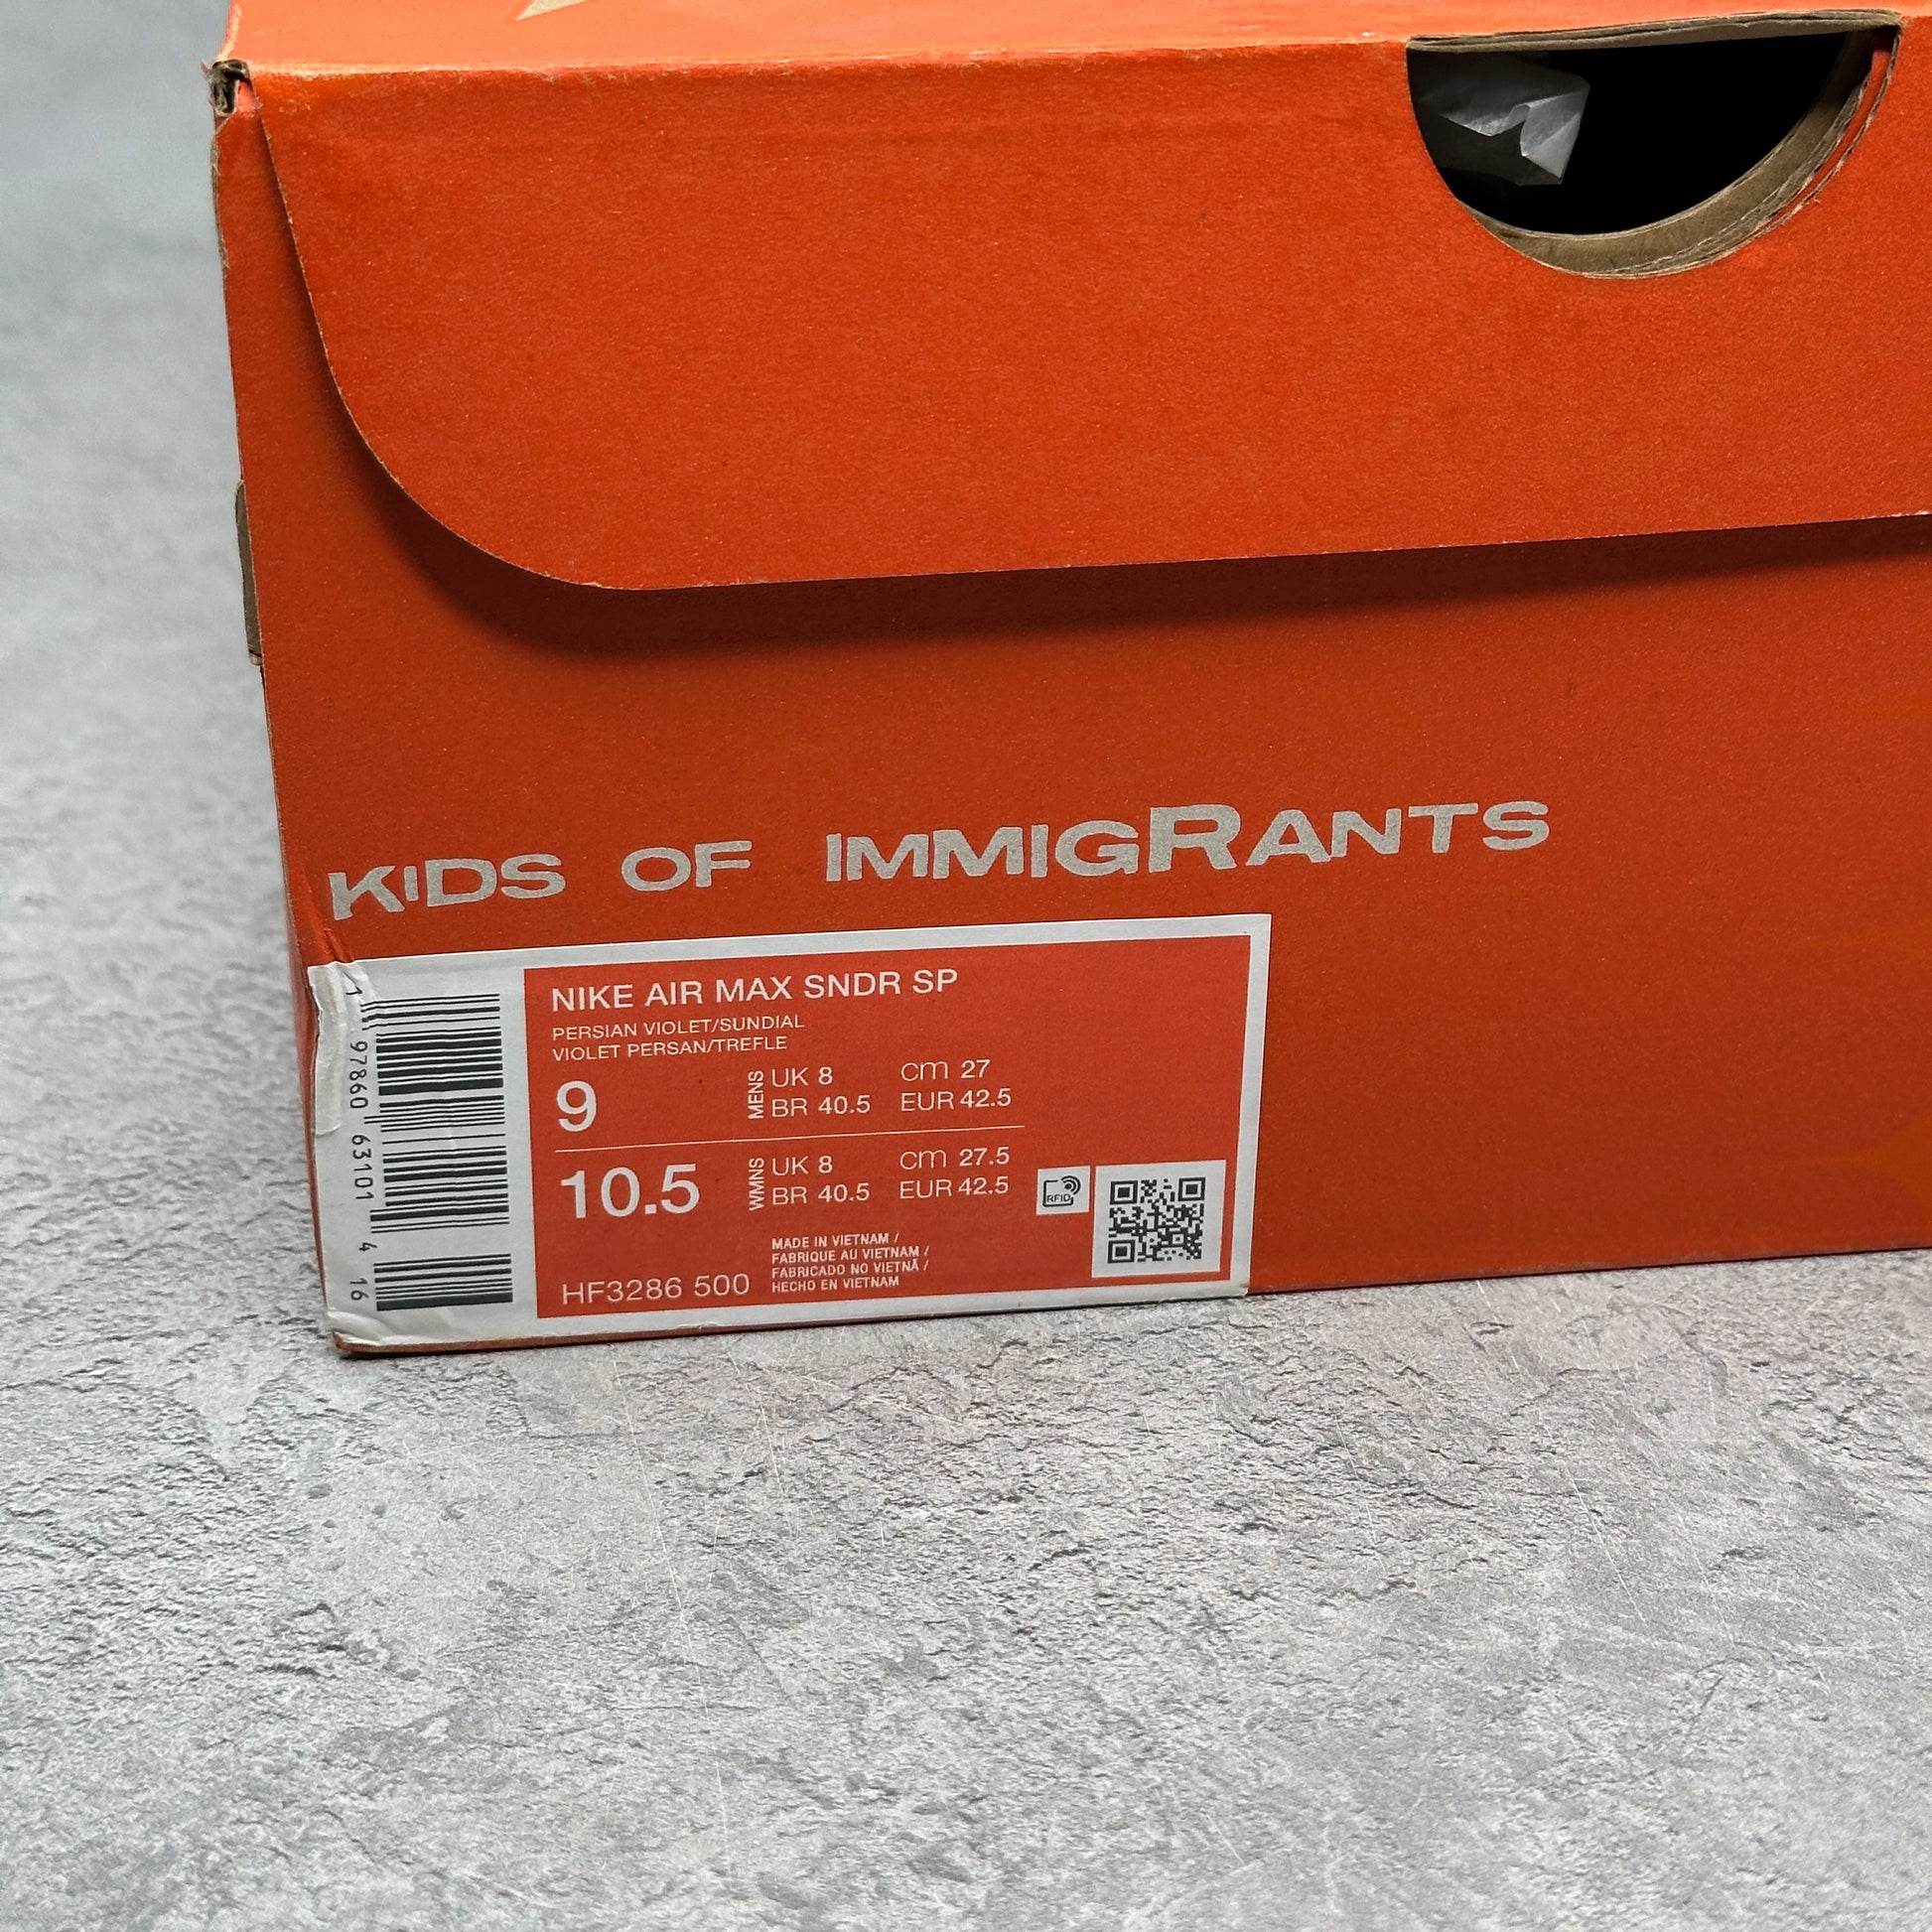 KIDS OF IMMIGRANTS
NIKE AIR MAX SNDR SP
PERSIAN VIOLET/SUNDIAL
VIOLET PERSAN/TREFLE
9 MENS UK 8 cm 27
BR 40.5 EUR 42.5
10.5 WMNS UK 8 cm 27.5
BR 40.5 EUR 42.5
RFID
MADE IN VIETNAM /
FABRIQUE AU VIETNAM /
FABRICADO NO VIETNÃ /
HECHO EN VIETNAM
HF3286 500
1 97860 63101 4 16